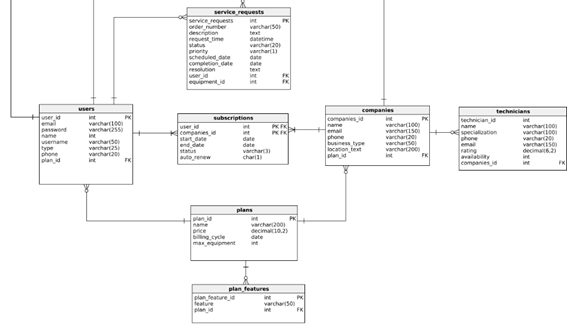 service_requests
service_requests int PK
order_number varchar(50)
description text
request_time datetime
status varchar(20)
priority varchar(1)
scheduled_date date
completion_date date
resolution text
user_id int FK
equipment_id int FK
users
user_id int PK
email varchar(100)
password varchar(255)
name int
username varchar(50)
type varchar(25)
phone varchar(20)
plan_id int FK
subscriptions
user_id int PK FK
companies_id int PK FK
start_date date
end_date date
status varchar(3)
auto_renew char(1)
companies
companies_id int PK
name varchar(100)
email varchar(150)
phone varchar(20)
business_type varchar(50)
location_text varchar(200)
plan_id int FK
technicians
technician_id int PK
name varchar(100)
specialization varchar(100)
phone varchar(20)
email varchar(150)
rating decimal(6,2)
availability int
companies_id int FK
plans
plan_id int PK
name varchar(200)
price decimal(10,2)
billing_cycle date
max_equipment int
plan_features
plan_feature_id int PK
feature varchar(50)
plan_id int FK